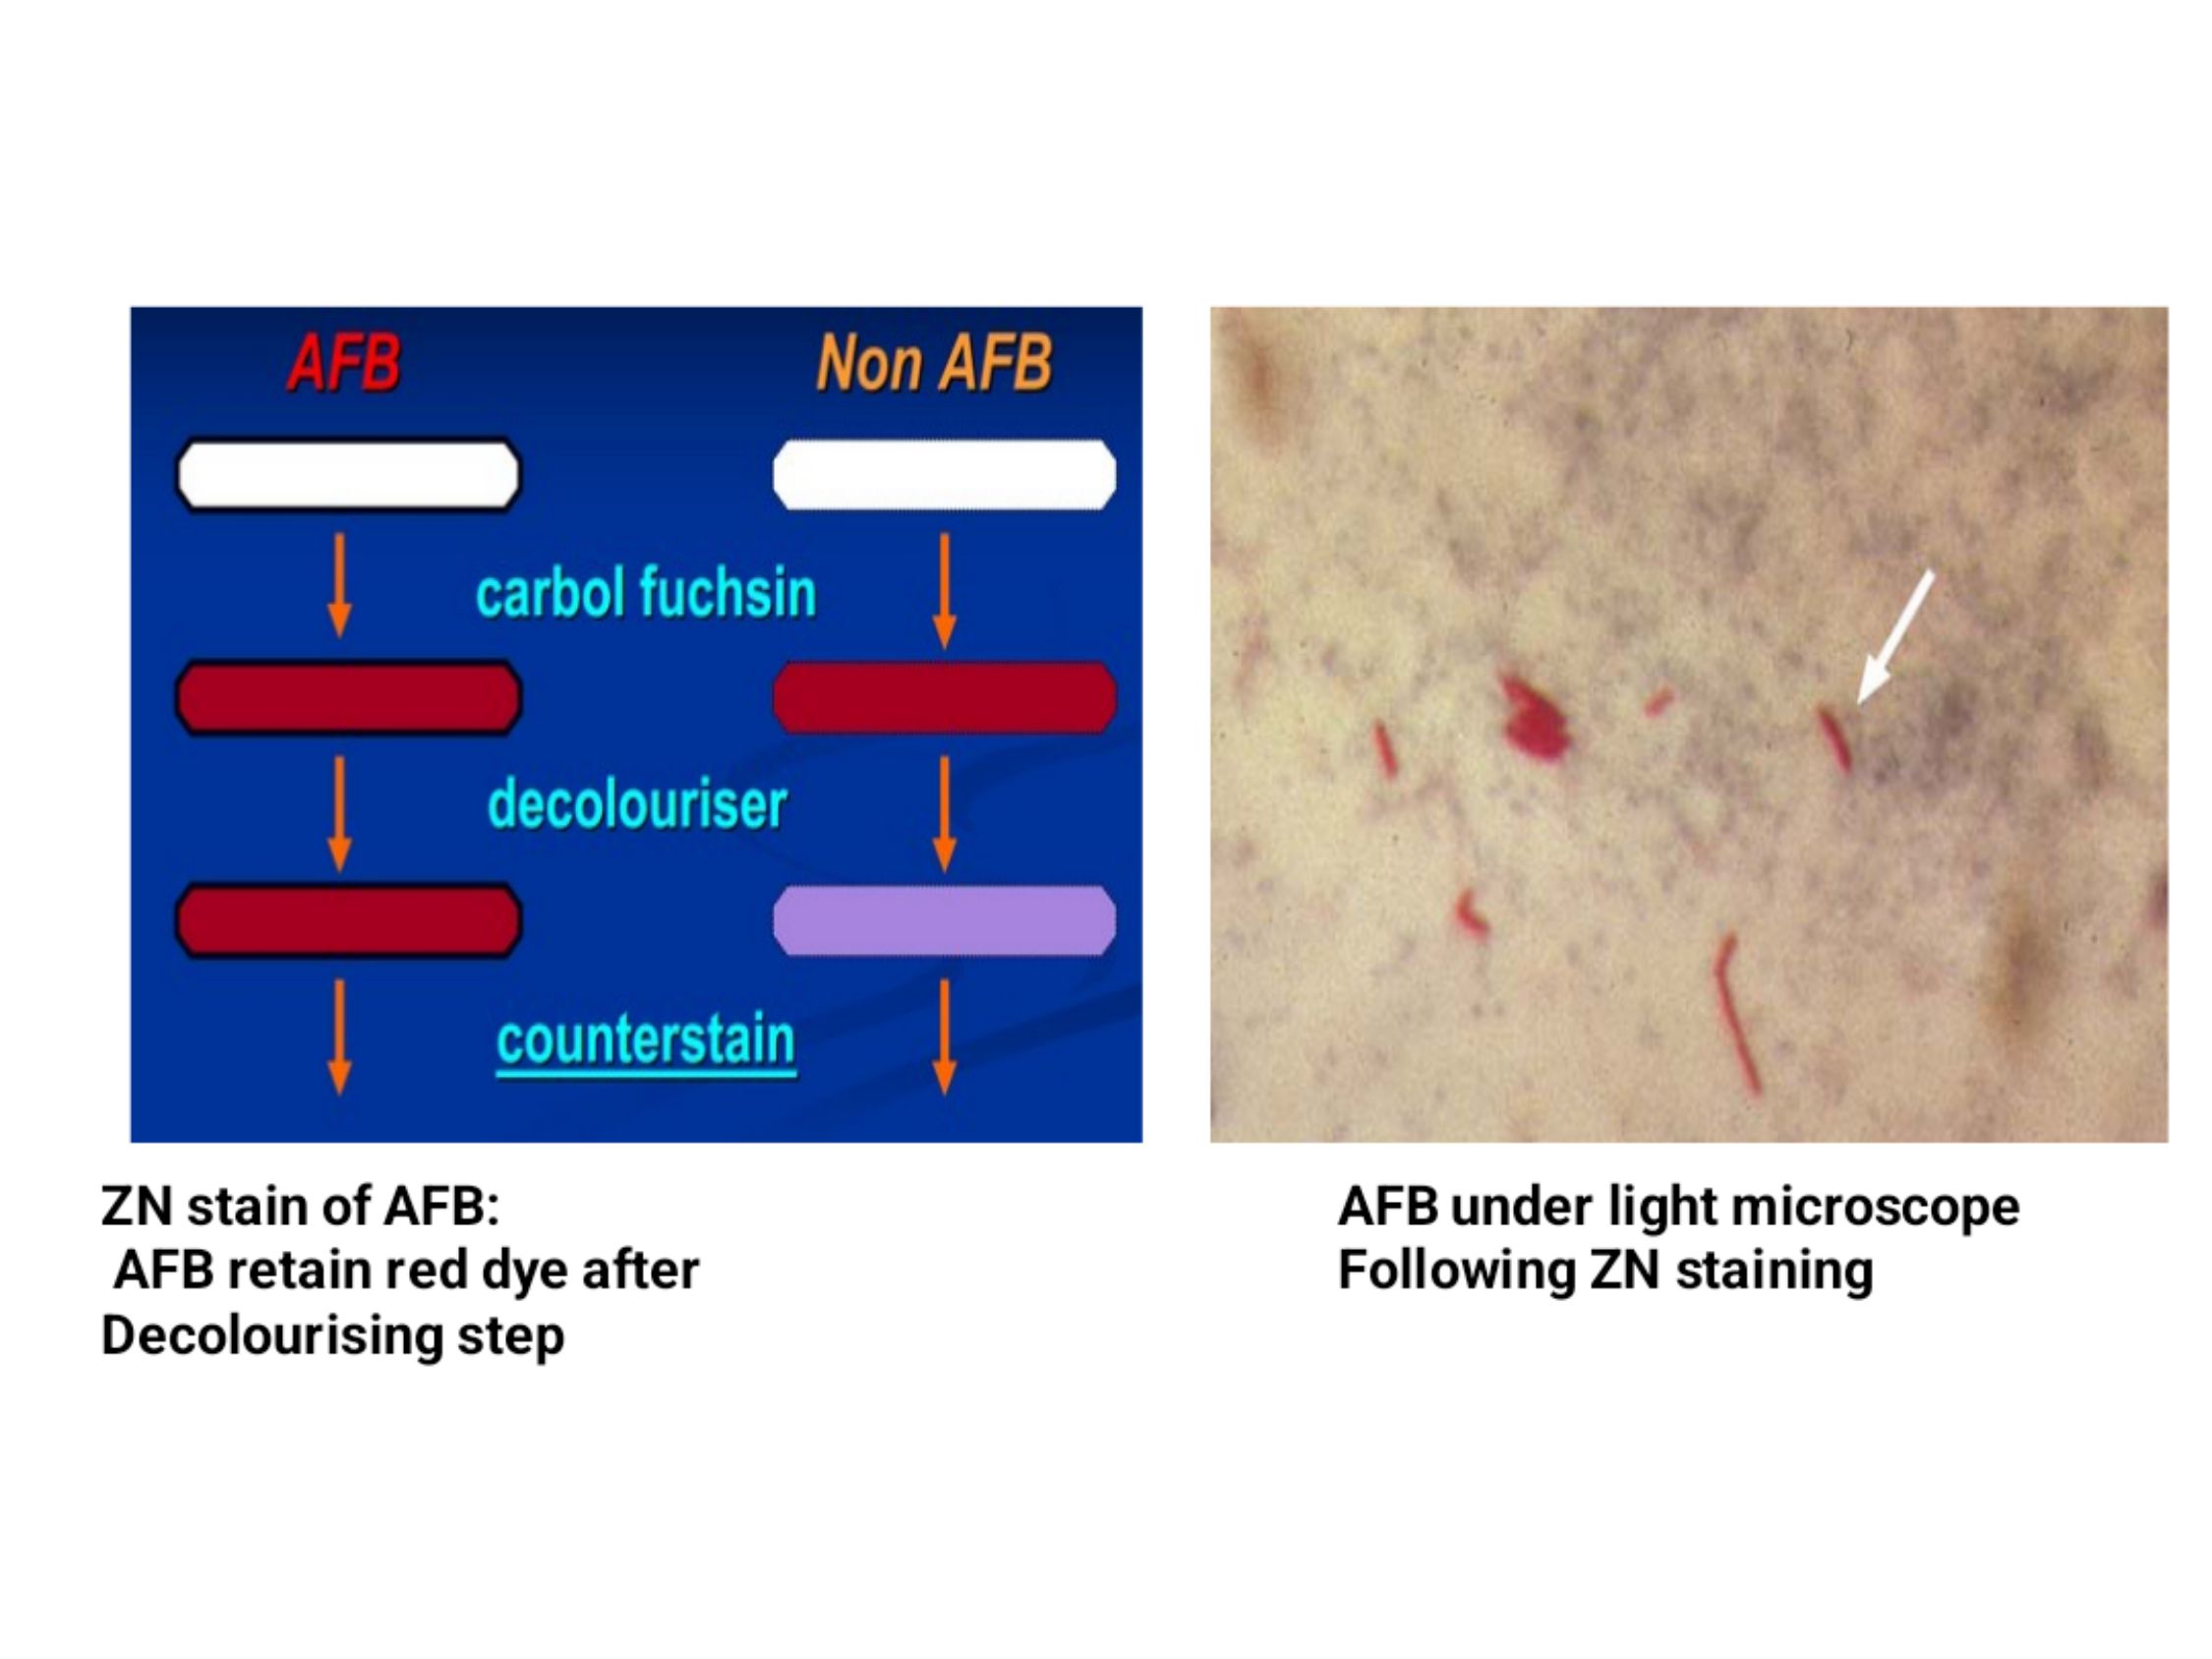 AFB
Non AFB
carbol fuchsin
decolouriser
counterstain
ZN stain of AFB:
AFB retain red dye after
Decolourising step
AFB under light microscope
Following ZN staining